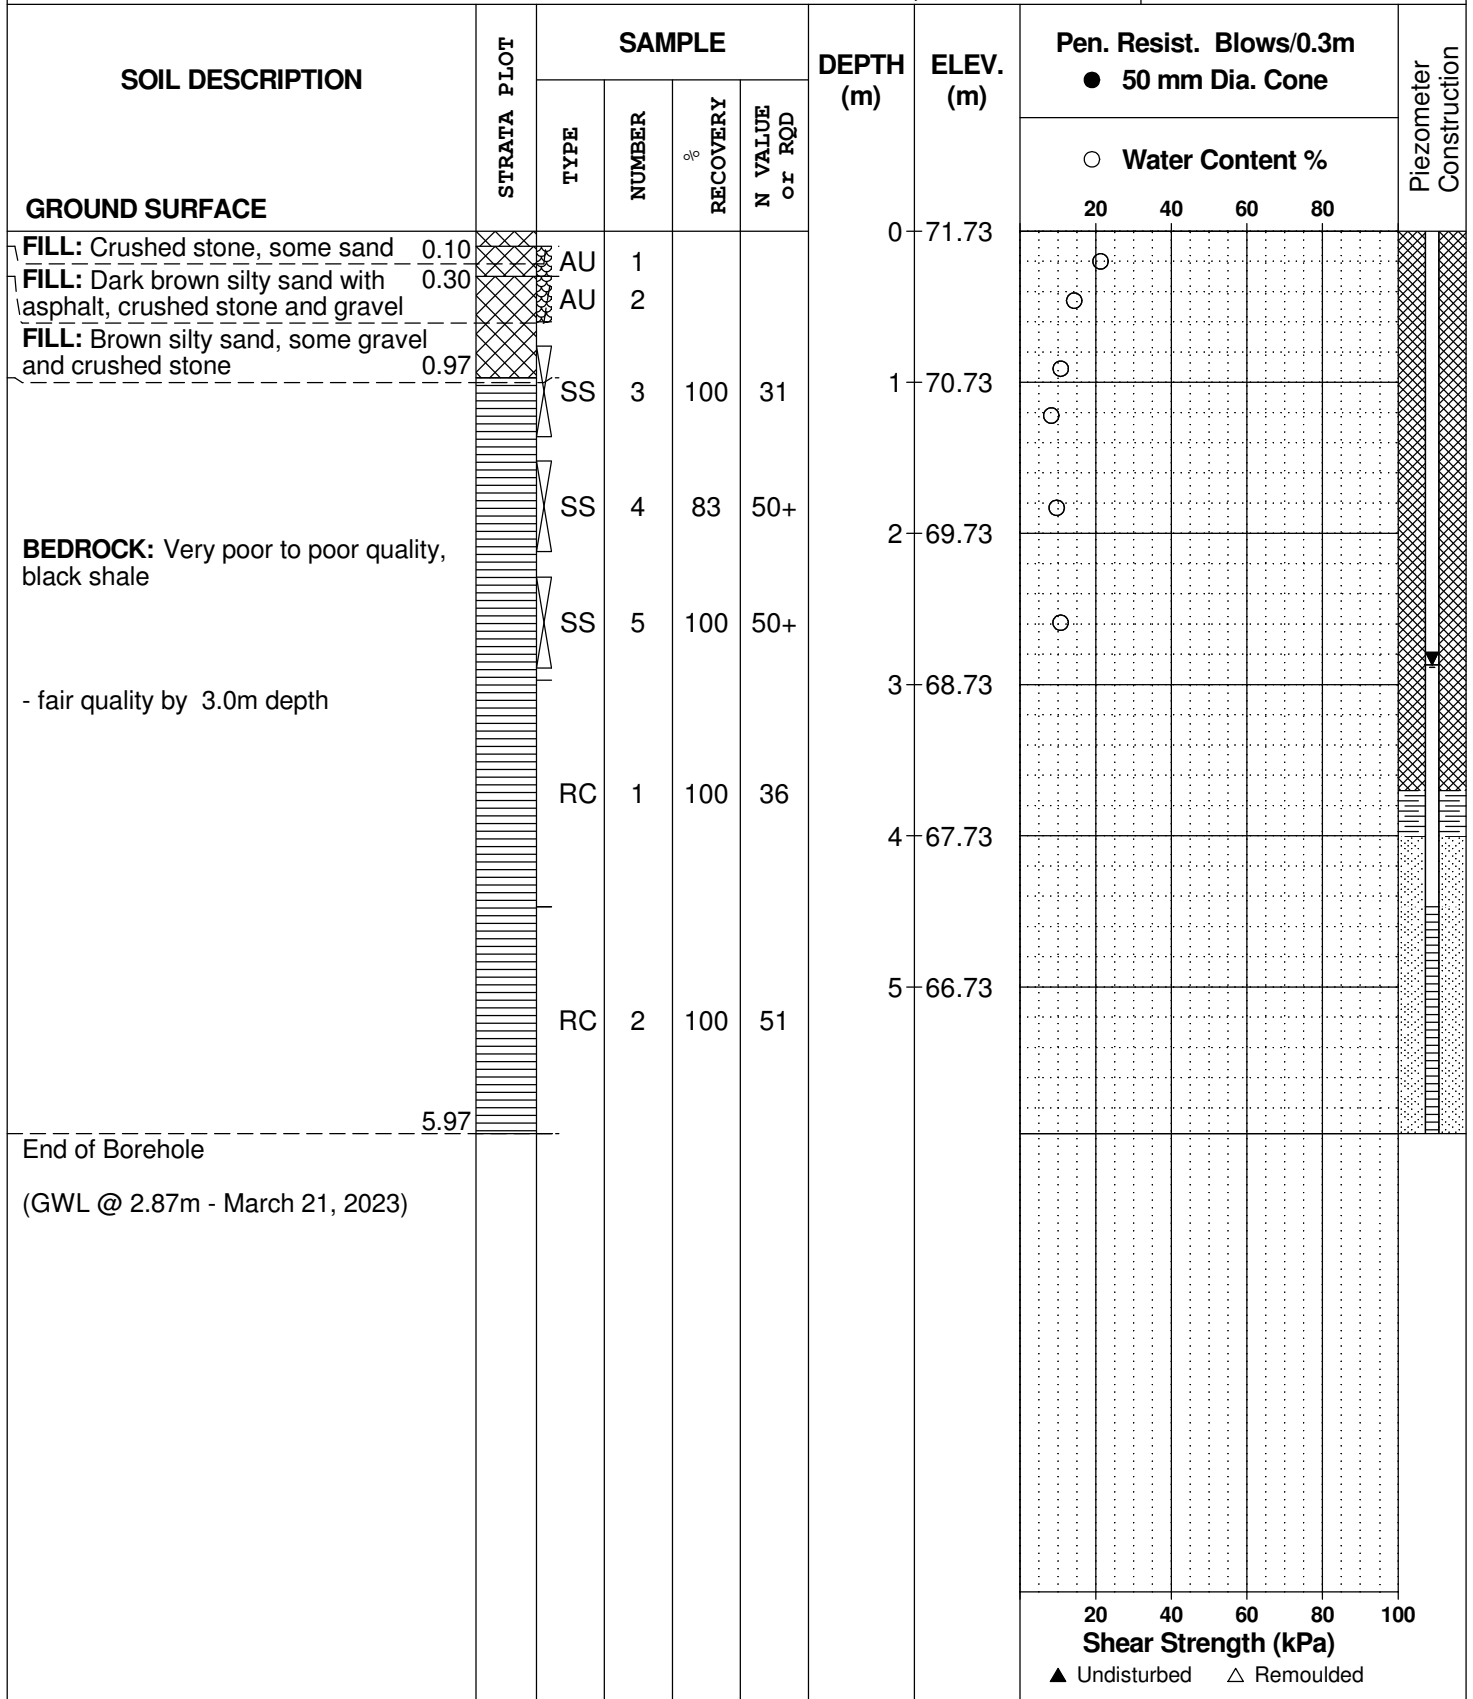 SOIL DESCRIPTION
GROUND SURFACE
STRATA PLOT
SAMPLE
TYPE
NUMBER
%
RECOVERY
N VALUE
or RQD
DEPTH
(m)
ELEV.
(m)
Pen. Resist. Blows/0.3m
● 50 mm Dia. Cone
○ Water Content %
20 40 60 80
Piezometer
Construction
0 71.73
FILL: Crushed stone, some sand 0.10
AU 1
FILL: Dark brown silty sand with 0.30
asphalt, crushed stone and gravel
AU 2
FILL: Brown silty sand, some gravel
and crushed stone 0.97
1 70.73
SS 3 100 31
SS 4 83 50+
2 69.73
BEDROCK: Very poor to poor quality,
black shale
SS 5 100 50+
3 68.73
- fair quality by 3.0m depth
RC 1 100 36
4 67.73
5 66.73
RC 2 100 51
5.97
End of Borehole
(GWL @ 2.87m - March 21, 2023)
20 40 60 80 100
Shear Strength (kPa)
▲ Undisturbed △ Remoulded